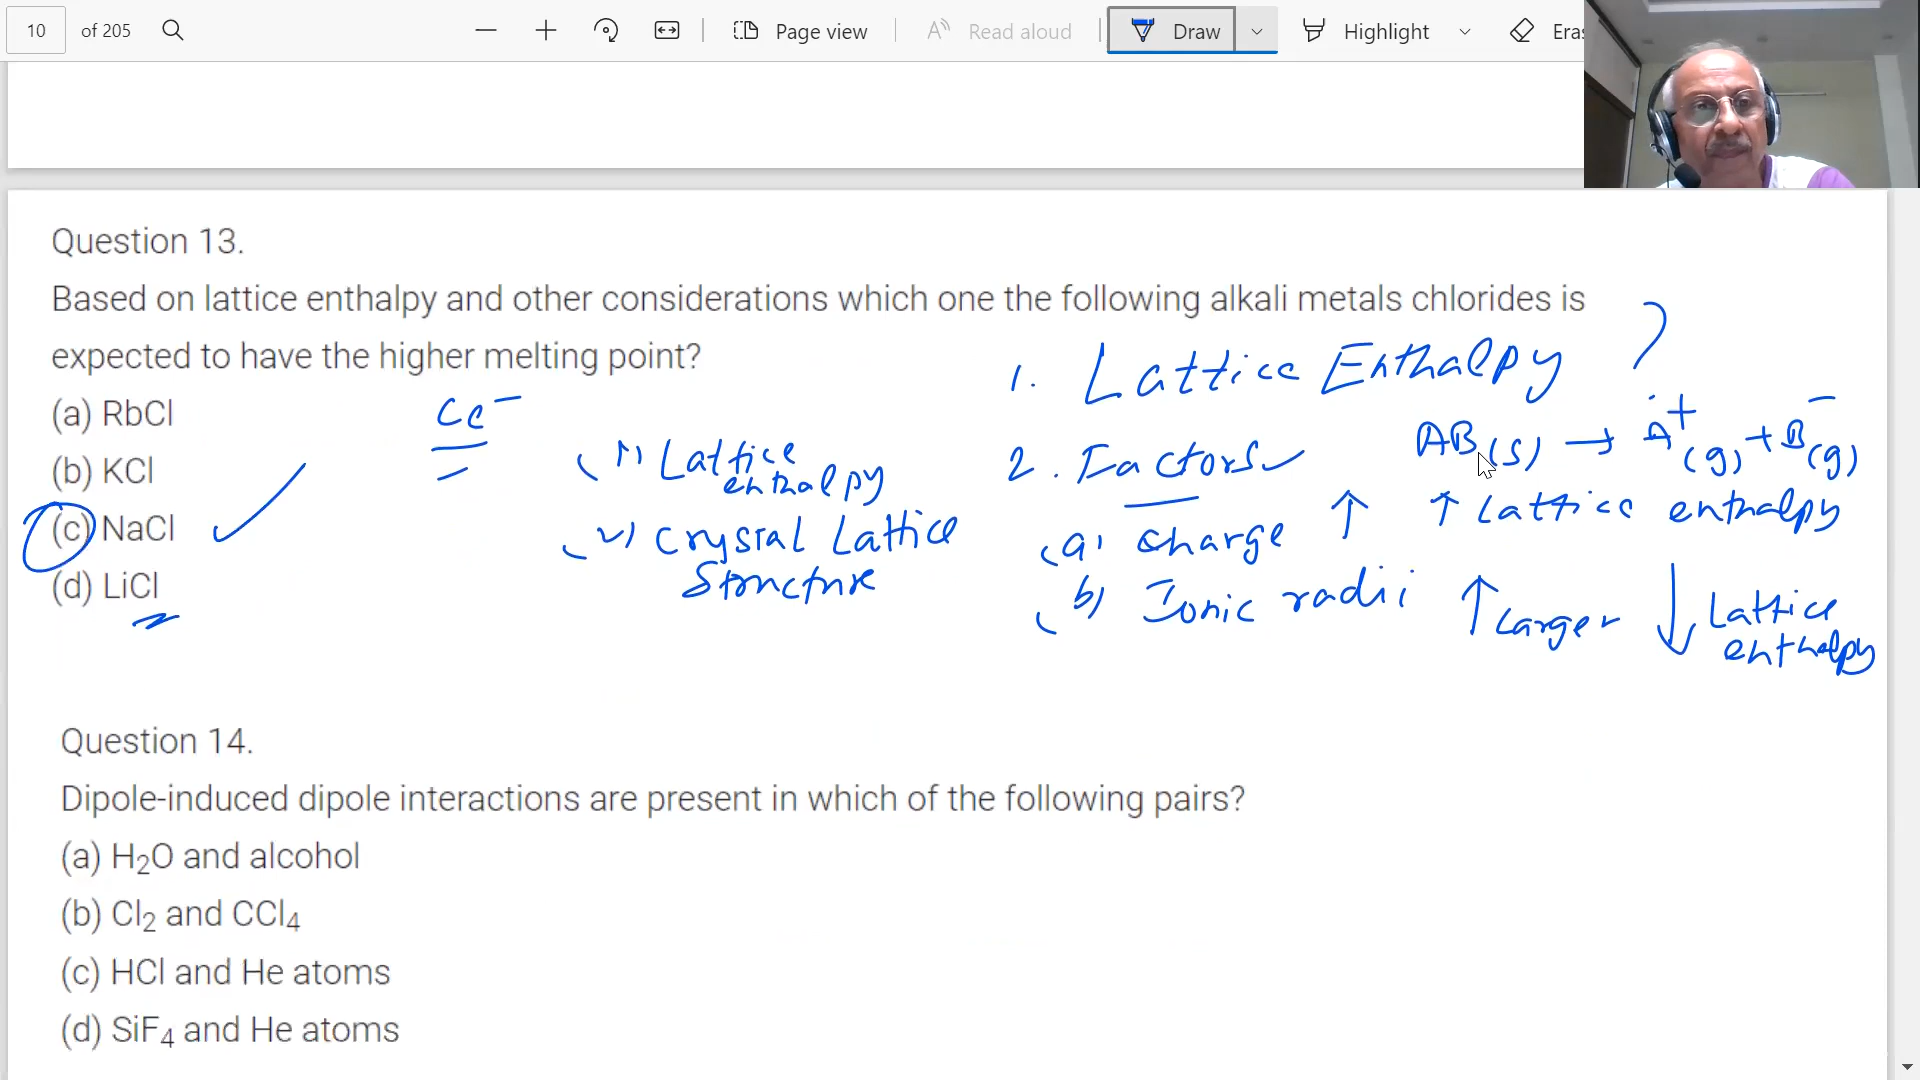 10 of 205 Page view Read aloud Draw Highlight Eras
Question 13.
Based on lattice enthalpy and other considerations which one the following alkali metals chlorides is
expected to have the higher melting point?
(a) RbCl
(b) KCl
(c) NaCl
(d) LiCl
Cl⁻
(1) Lattice
enthalpy
(2) Crystal Lattice
Structure
1. Lattice Enthalpy ?
2. Factors
AB(s) → A⁺(g) + B⁻(g)
(a) Charge ↑ ↑ Lattice enthalpy
(b) Ionic radii ↑ Larger ↓ Lattice
enthalpy
Question 14.
Dipole-induced dipole interactions are present in which of the following pairs?
(a) H₂O and alcohol
(b) Cl₂ and CCl₄
(c) HCl and He atoms
(d) SiF₄ and He atoms